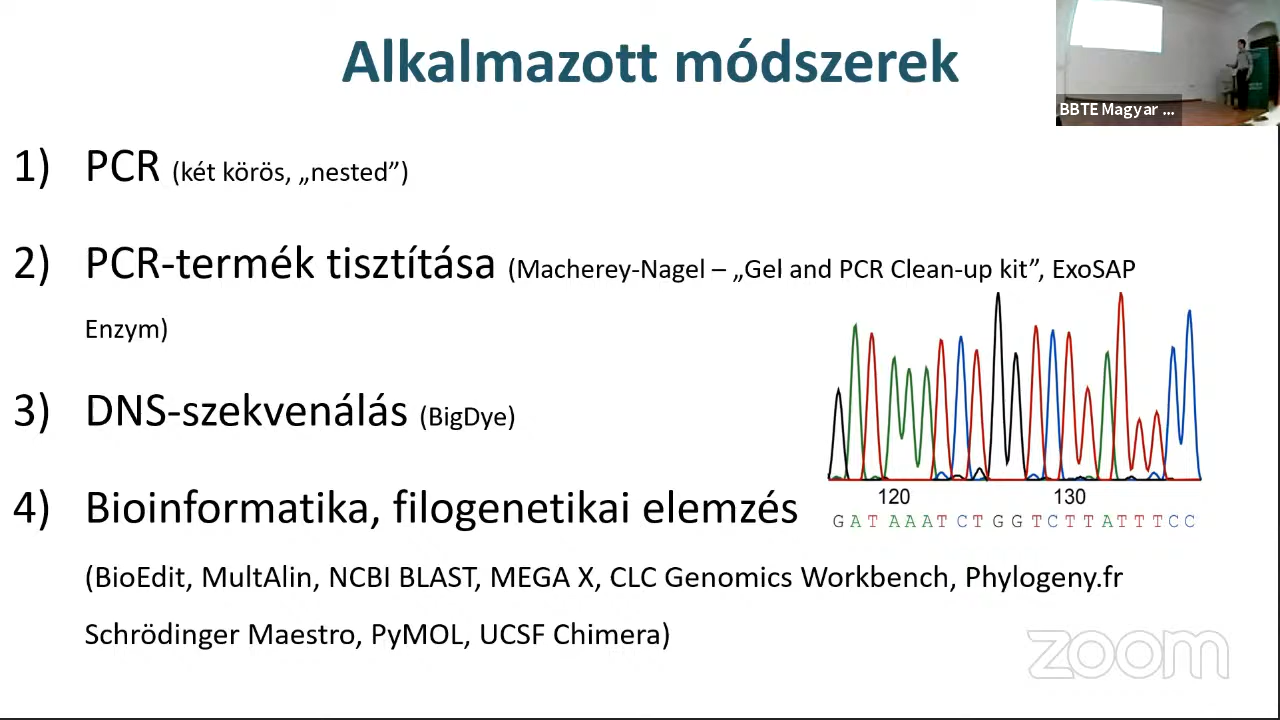 Alkalmazott módszerek
BBTE Magyar ...
1) PCR (két körös, „nested”)
2) PCR-termék tisztítása (Macherey-Nagel – „Gel and PCR Clean-up kit”, ExoSAP
Enzym)
3) DNS-szekvenálás (BigDye)
120 130
4) Bioinformatika, filogenetikai elemzés
GATAAATCTGGTCTTATTTCC
(BioEdit, MultAlin, NCBI BLAST, MEGA X, CLC Genomics Workbench, Phylogeny.fr
Schrödinger Maestro, PyMOL, UCSF Chimera)
zoom